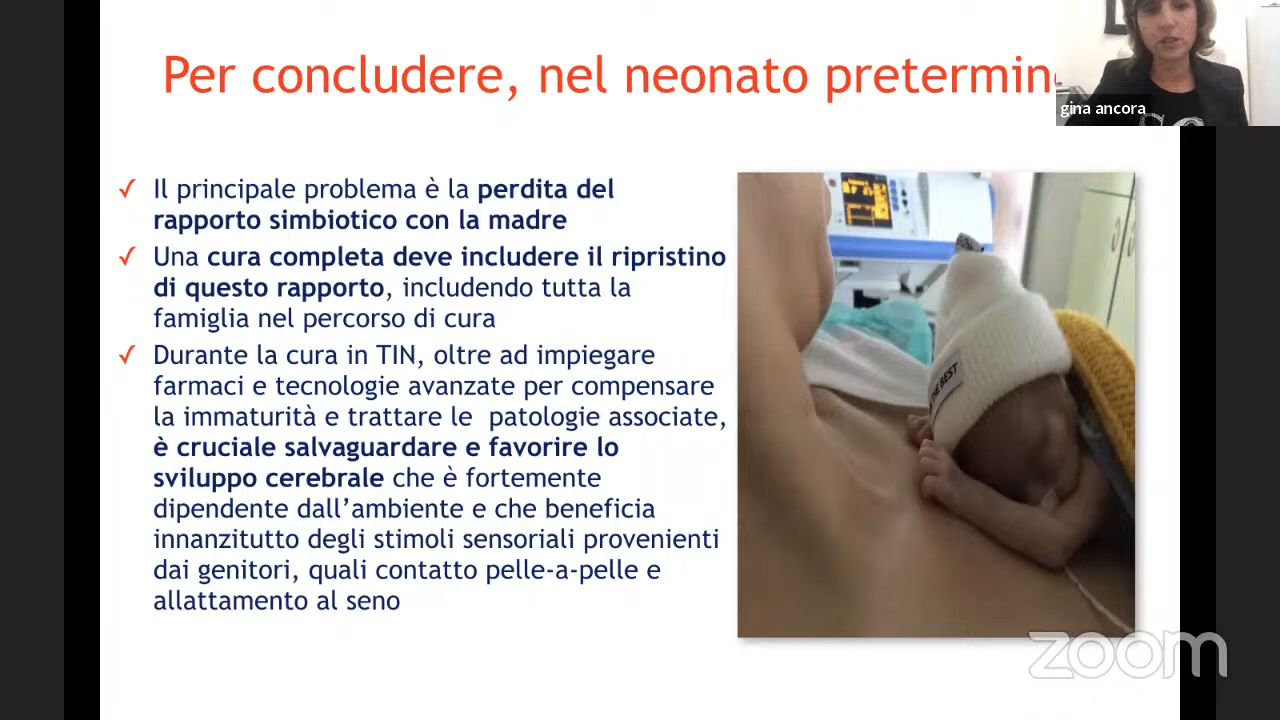 Per concludere, nel neonato pretermin
gina ancora
✓ Il principale problema è la perdita del
rapporto simbiotico con la madre
✓ Una cura completa deve includere il ripristino
di questo rapporto, includendo tutta la
famiglia nel percorso di cura
✓ Durante la cura in TIN, oltre ad impiegare
farmaci e tecnologie avanzate per compensare
la immaturità e trattare le patologie associate,
è cruciale salvaguardare e favorire lo
sviluppo cerebrale che è fortemente
dipendente dall'ambiente e che beneficia
innanzitutto degli stimoli sensoriali provenienti
dai genitori, quali contatto pelle-a-pelle e
allattamento al seno
THE BEST
zoom